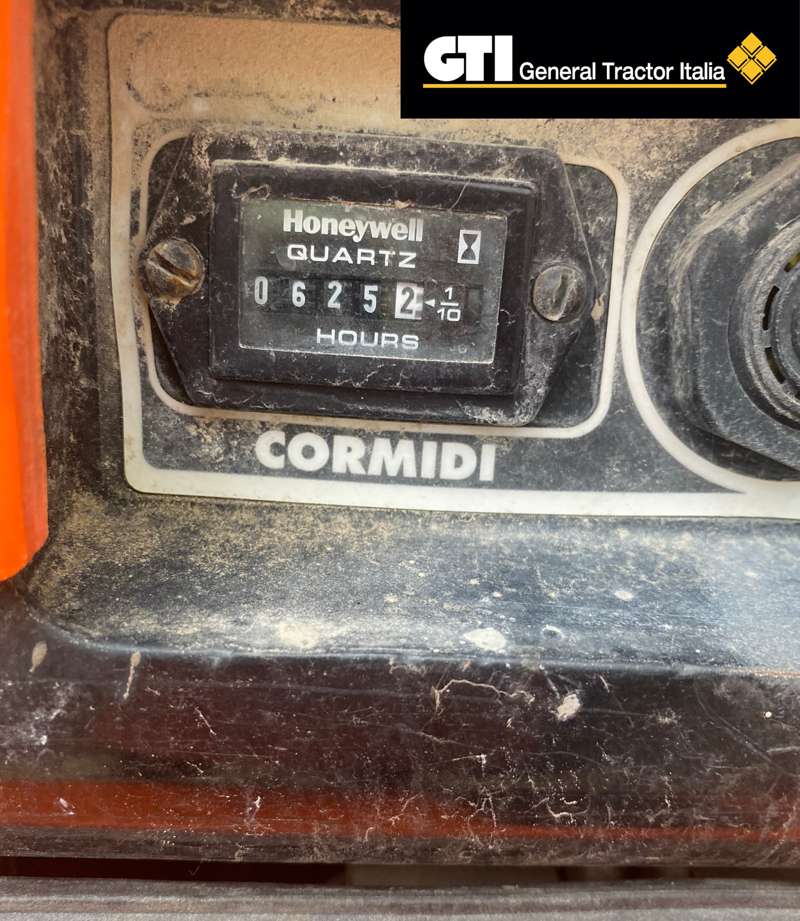 GTI General Tractor Italia
Honeywell
QUARTZ
0 6 2 5 2 ◄ 1/10
HOURS
CORMIDI